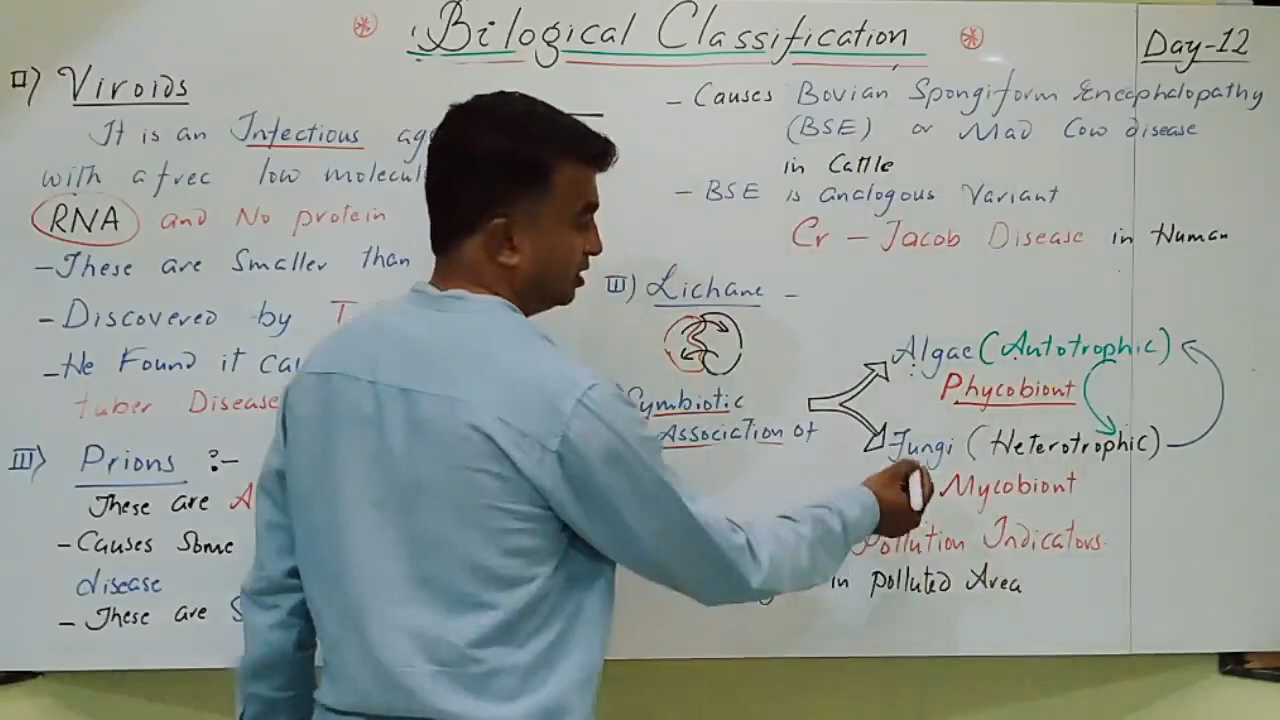 Bilogical Classification
Day-12
II) Viroids
It is an Infectious
with a free low
RNA and No protein
- These are Smaller than
- Discovered by
- He Found it
tuber Disease
III) Prions :-
These are
- Causes Some
disease
- These are
- Causes Bovian Spongiform Encephalopathy
(BSE) or Mad Cow disease
in Cattle
- BSE is analogous Variant
Cr - Jacob Disease in Human
III) Lichane -
Symbiotic
Association of
Algae (Autotrophic)
Phycobiont
Fungi (Heterotrophic)
Mycobiont
Pollution Indicators
in polluted Area